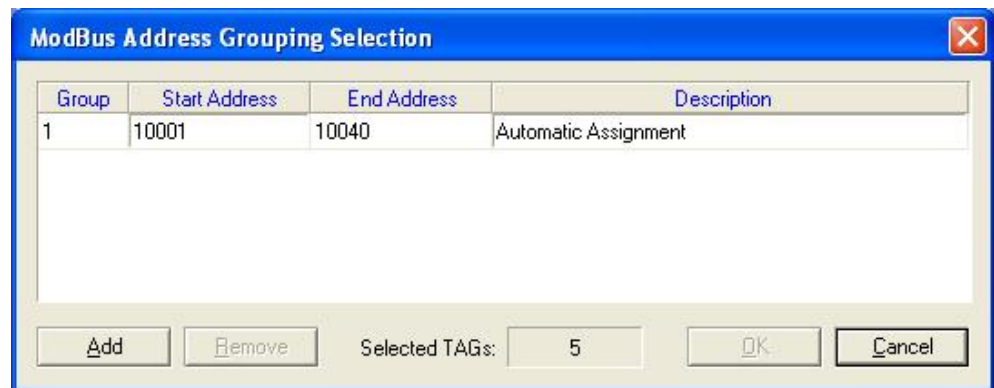 ModBus Address Grouping Selection
Group Start Address End Address Description
1 10001 10040 Automatic Assignment
Add Remove Selected TAGs: 5 OK Cancel